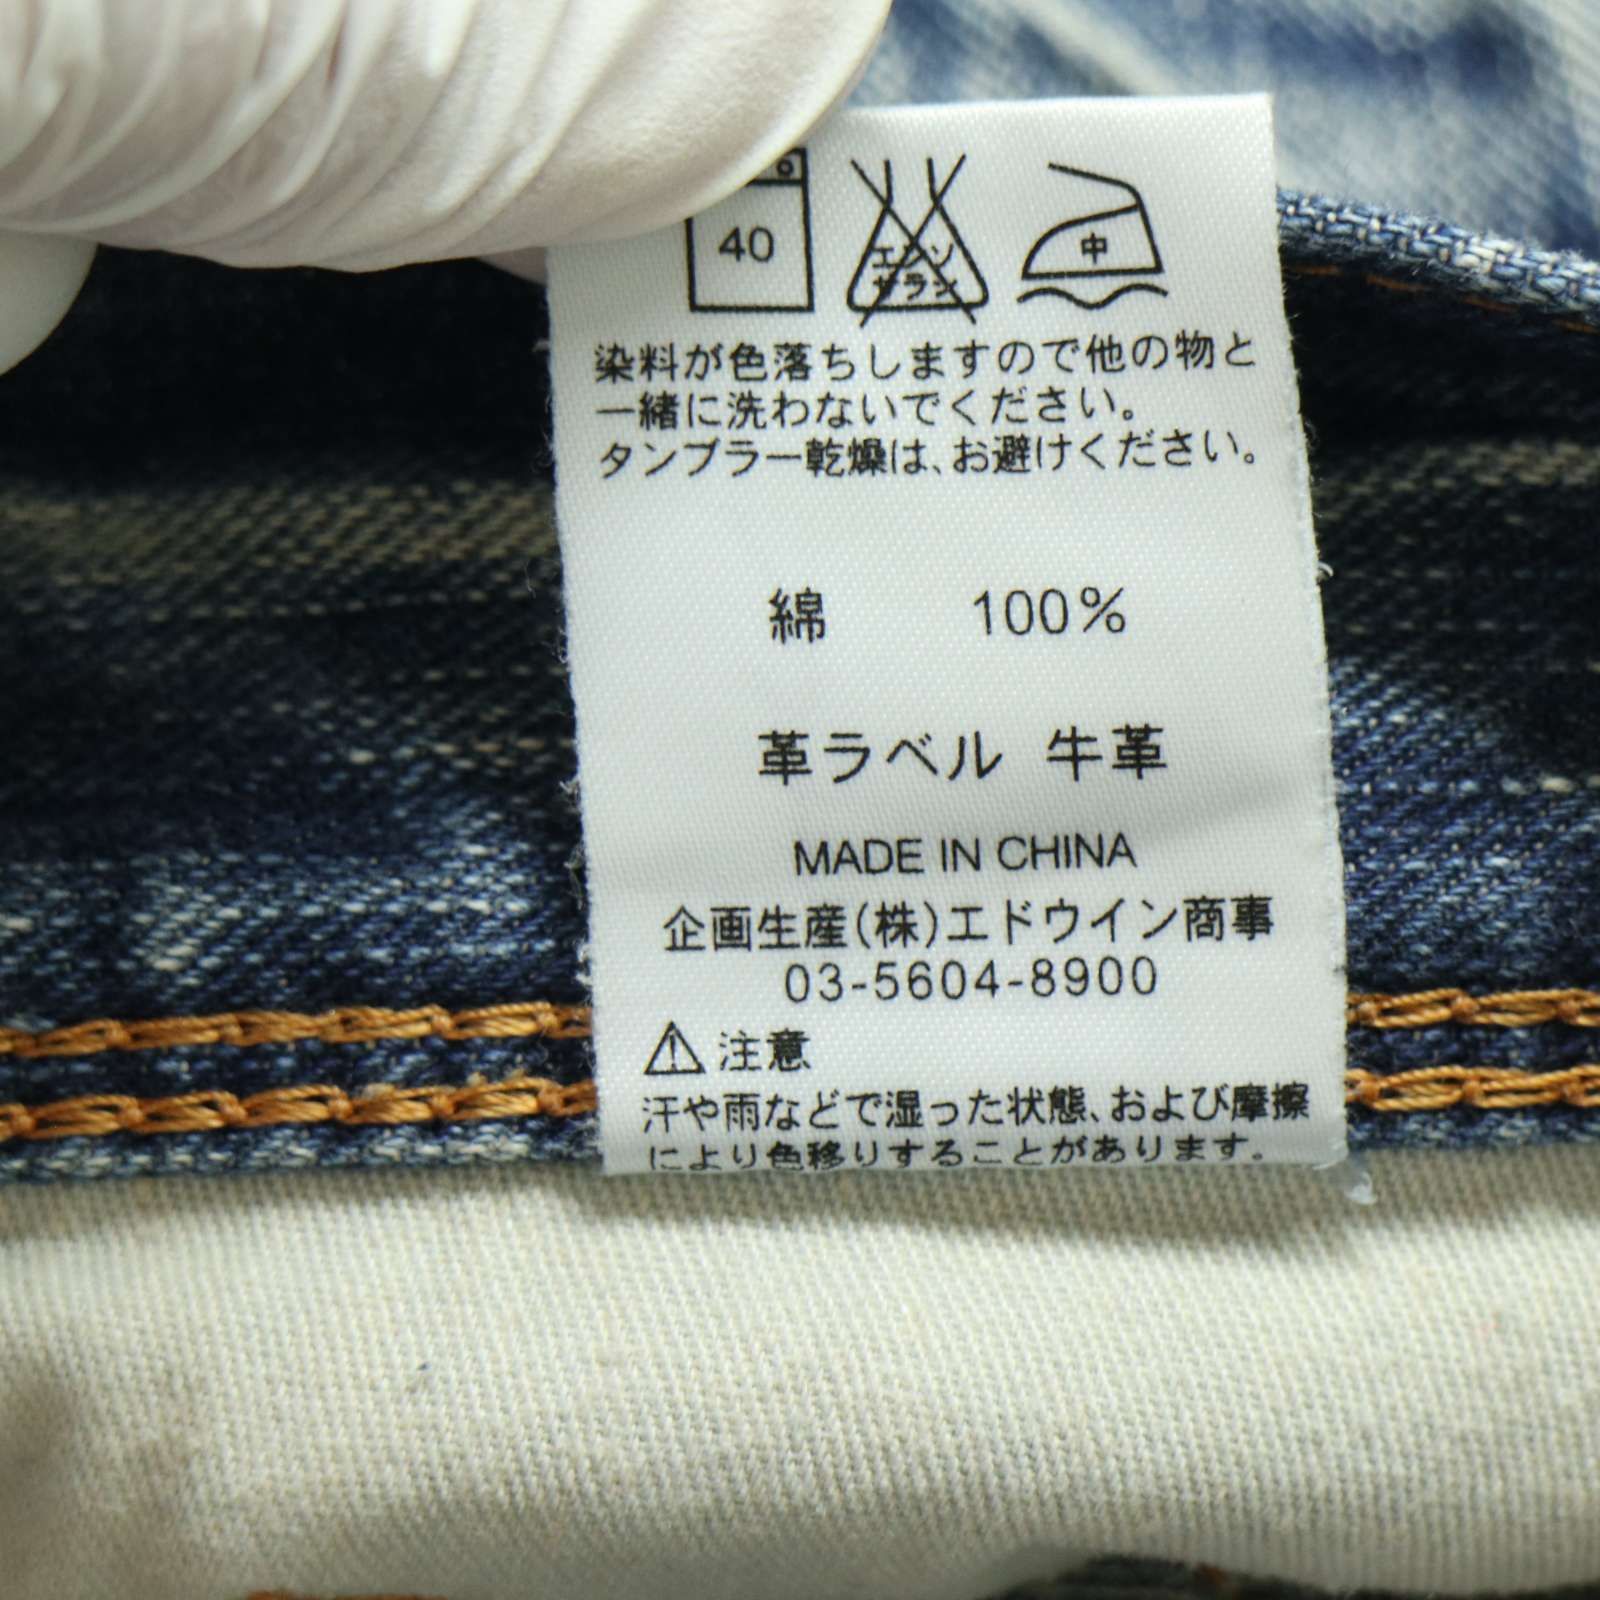 40
エンソ
サラシ
中
染料が色落ちしますので他の物と
一緒に洗わないでください。
タンブラー乾燥は、お避けください。
綿 100%
革ラベル 牛革
MADE IN CHINA
企画生産(株)エドウイン商事
03-5604-8900
注意
汗や雨などで湿った状態、および摩擦
により色移りすることがあります。